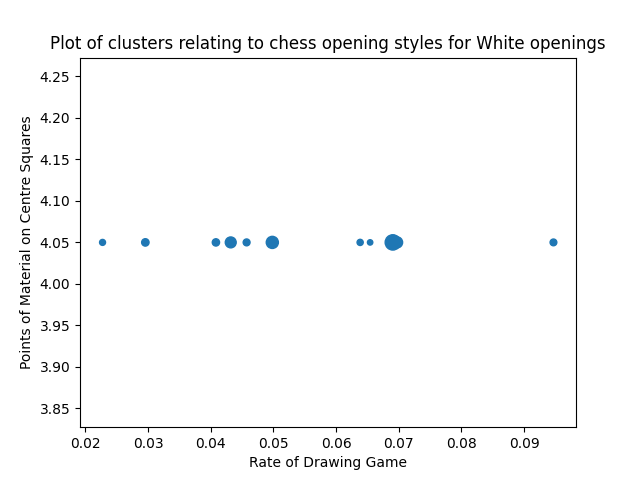 Plot of clusters relating to chess opening styles for White openings
Points of Material on Centre Squares
4.25
4.20
4.15
4.10
4.05
4.00
3.95
3.90
3.85
0.02 0.03 0.04 0.05 0.06 0.07 0.08 0.09
Rate of Drawing Game